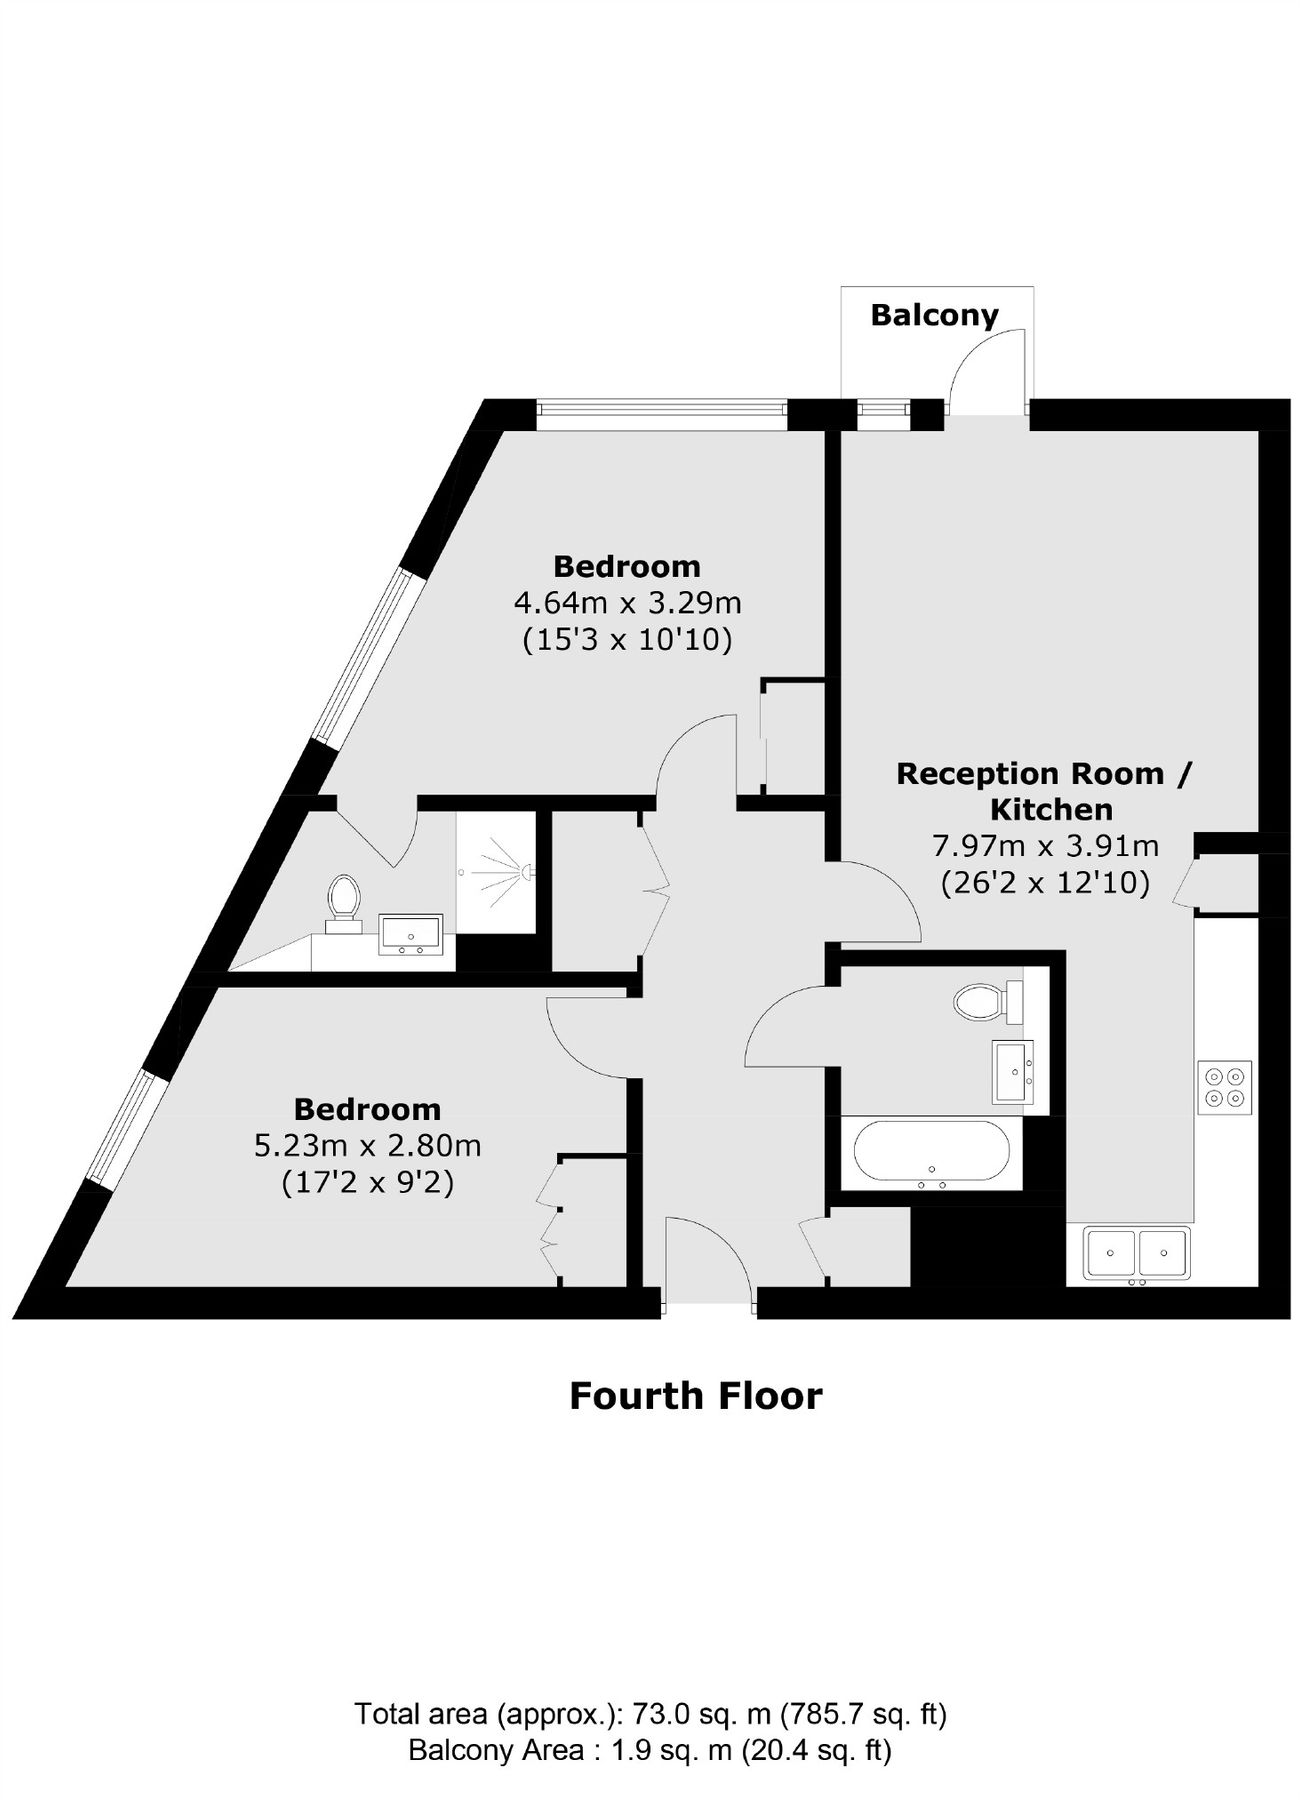 Balcony
Bedroom
4.64m x 3.29m
(15'3 x 10'10)
Reception Room /
Kitchen
7.97m x 3.91m
(26'2 x 12'10)
Bedroom
5.23m x 2.80m
(17'2 x 9'2)
Fourth Floor
Total area (approx.): 73.0 sq. m (785.7 sq. ft)
Balcony Area : 1.9 sq. m (20.4 sq. ft)